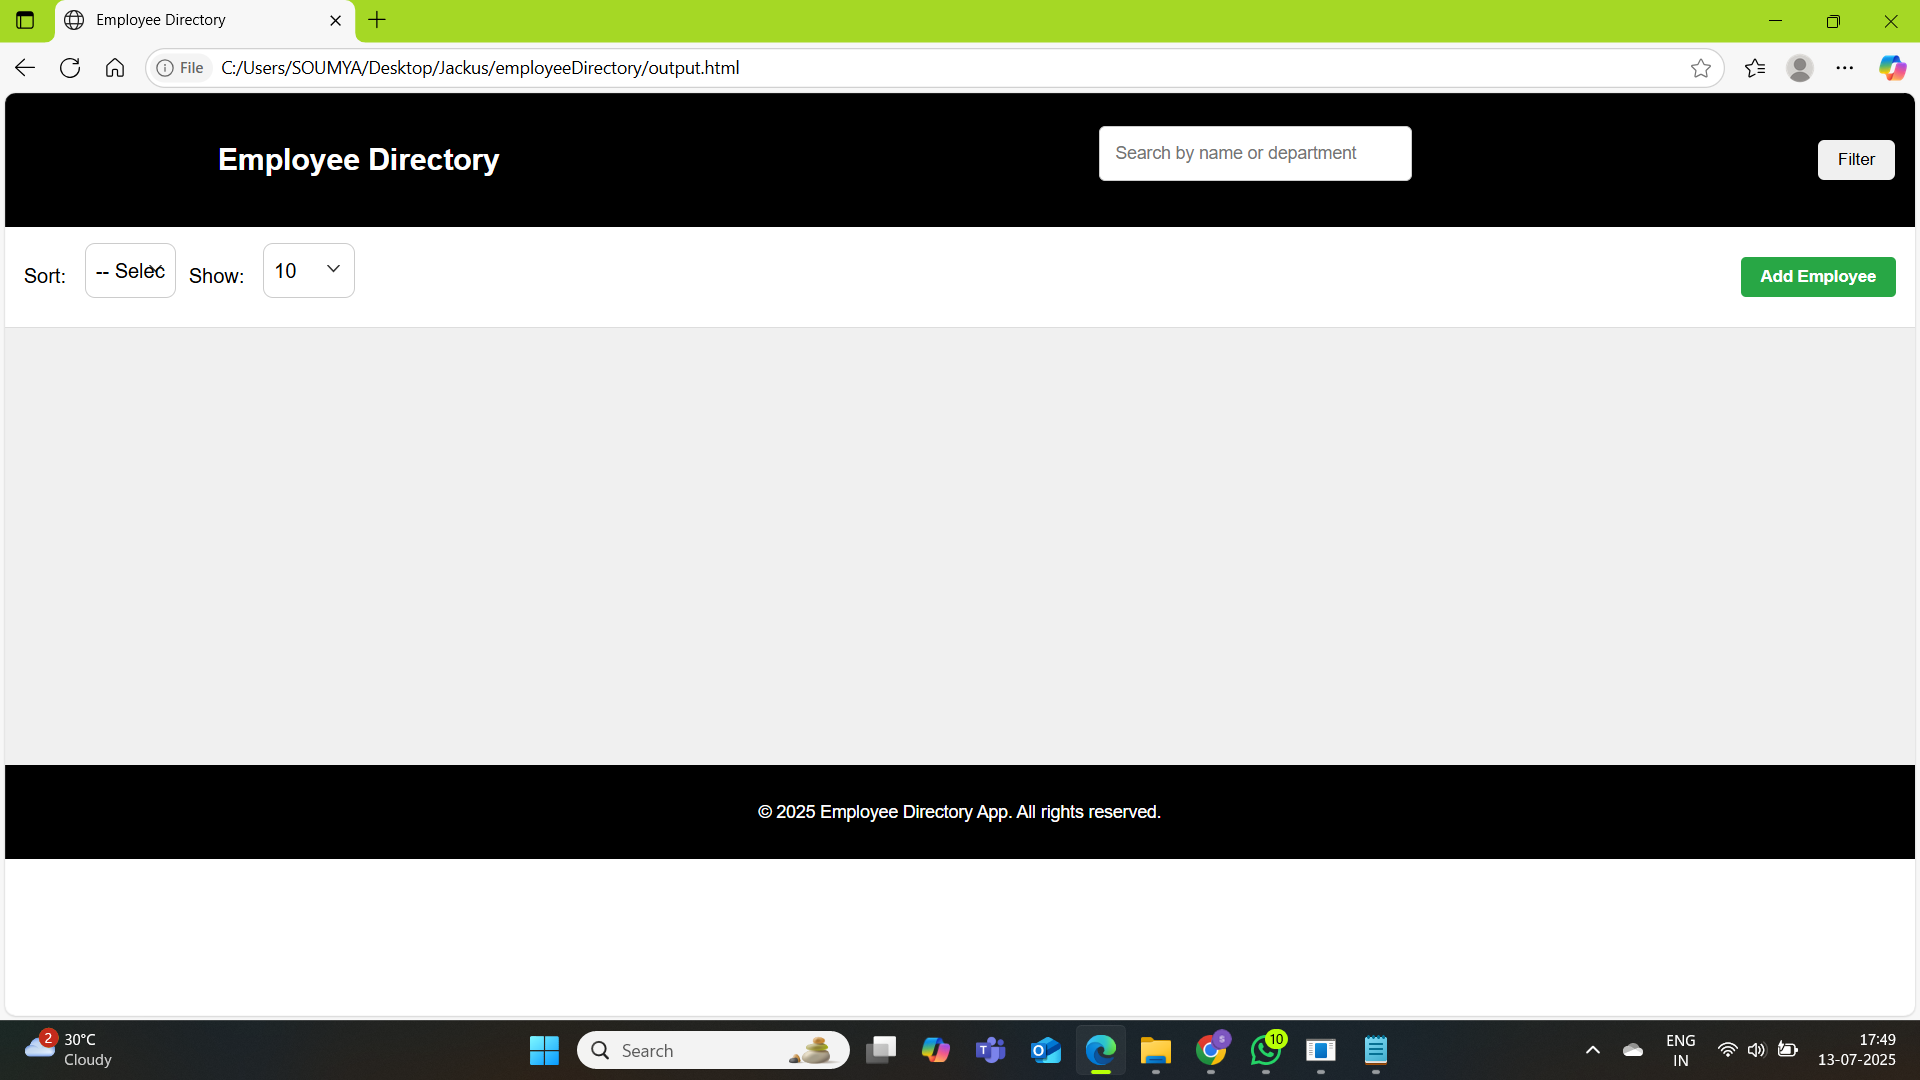 Employee Directory
File
C:/Users/SOUMYA/Desktop/Jackus/employeeDirectory/output.html
Employee Directory
Search by name or department
Filter
Sort:
-- Selec
Show:
10
Add Employee
© 2025 Employee Directory App. All rights reserved.
2
30°C
Cloudy
Search
T
O
s
10
ENG
IN
17:49
13-07-2025